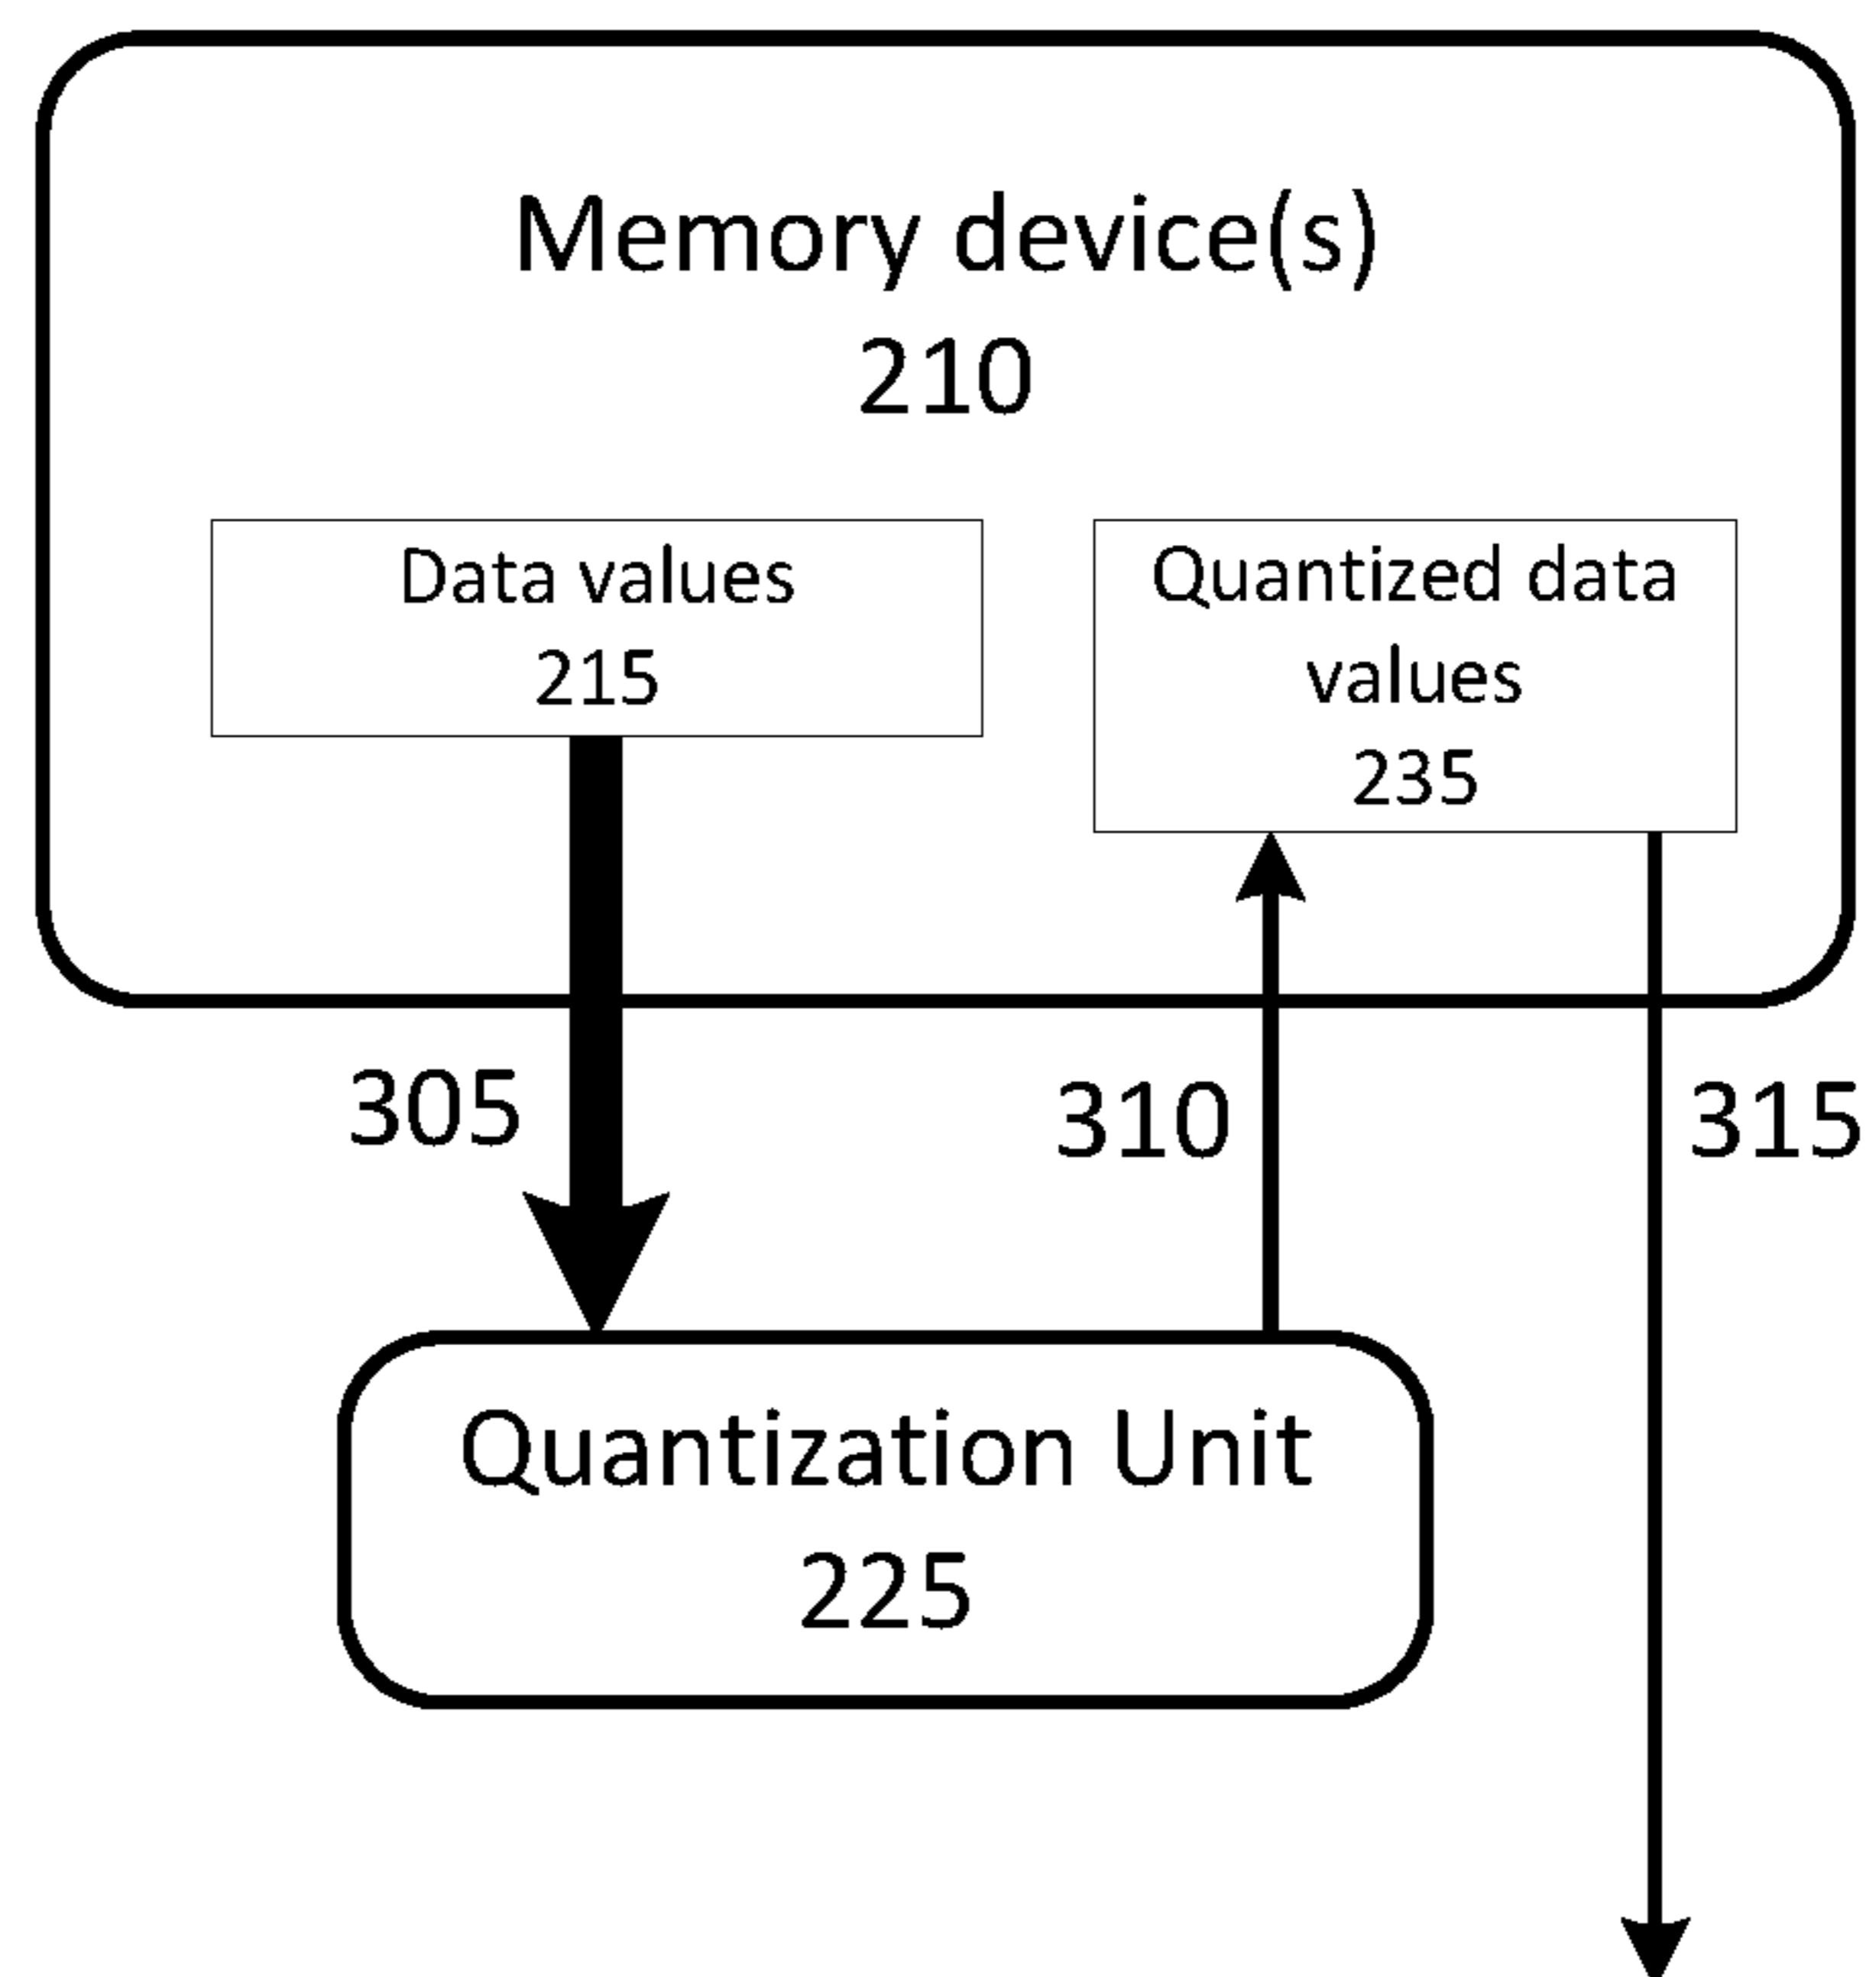 Memory device(s)
210
Data values
215
Quantized data
values
235
305
310
315
Quantization Unit
225